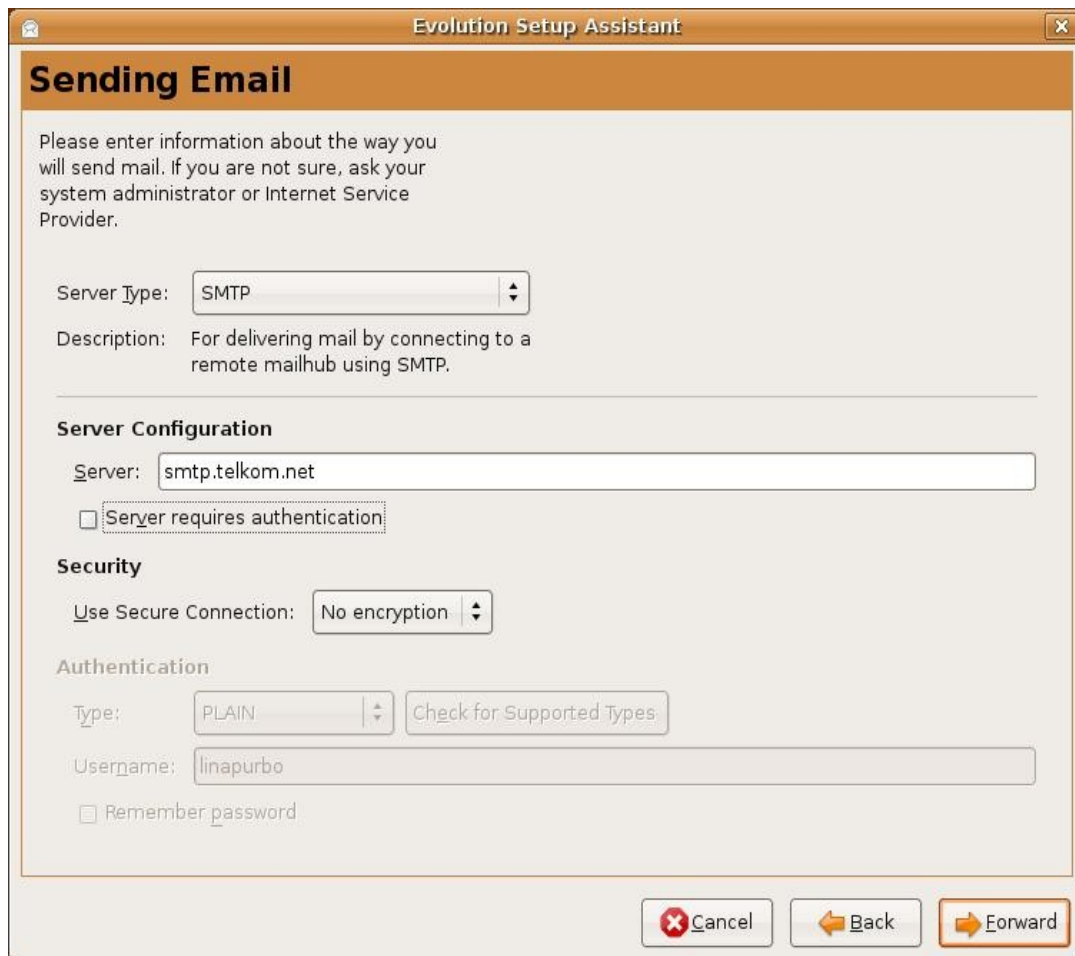 Evolution Setup Assistant
Sending Email
Please enter information about the way you
will send mail. If you are not sure, ask your
system administrator or Internet Service
Provider.
Server Type: SMTP
Description: For delivering mail by connecting to a
remote mailhub using SMTP.
Server Configuration
Server: smtp.telkom.net
Server requires authentication
Security
Use Secure Connection: No encryption
Authentication
Type: PLAIN Check for Supported Types
Username: linapurbo
Remember password
Cancel Back Forward